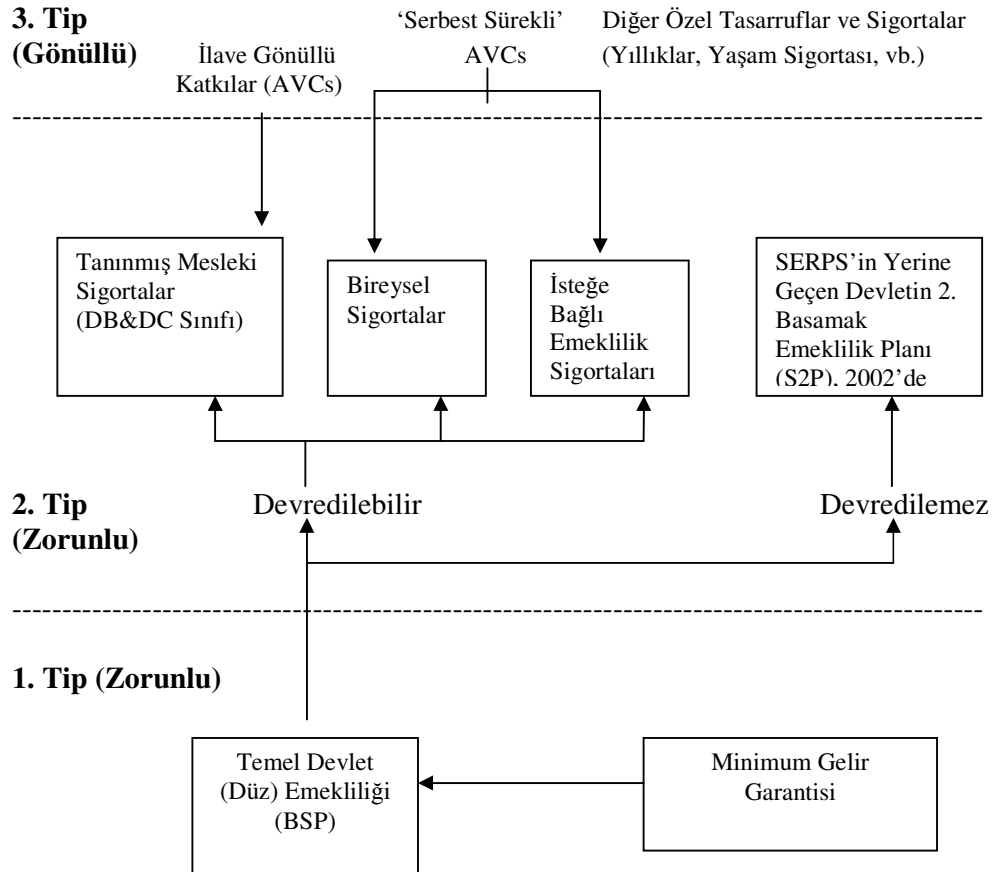 3. Tip
(Gönüllü)
İlave Gönüllü
Katkılar (AVCs)
‘Serbest Sürekli’
AVCs
Diğer Özel Tasarruflar ve Sigortalar
(Yıllıklar, Yaşam Sigortası, vb.)
Tanınmış Mesleki
Sigortalar
(DB&DC Sınıfı)
Bireysel
Sigortalar
İsteğe
Bağlı
Emeklilik
Sigortaları
SERPS’in Yerine
Geçen Devletin 2.
Basamak
Emeklilik Planı
(S2P), 2002’de
2. Tip
(Zorunlu)
Devredilebilir
Devredilemez
1. Tip (Zorunlu)
Temel Devlet
(Düz) Emekliliği
(BSP)
Minimum Gelir
Garantisi